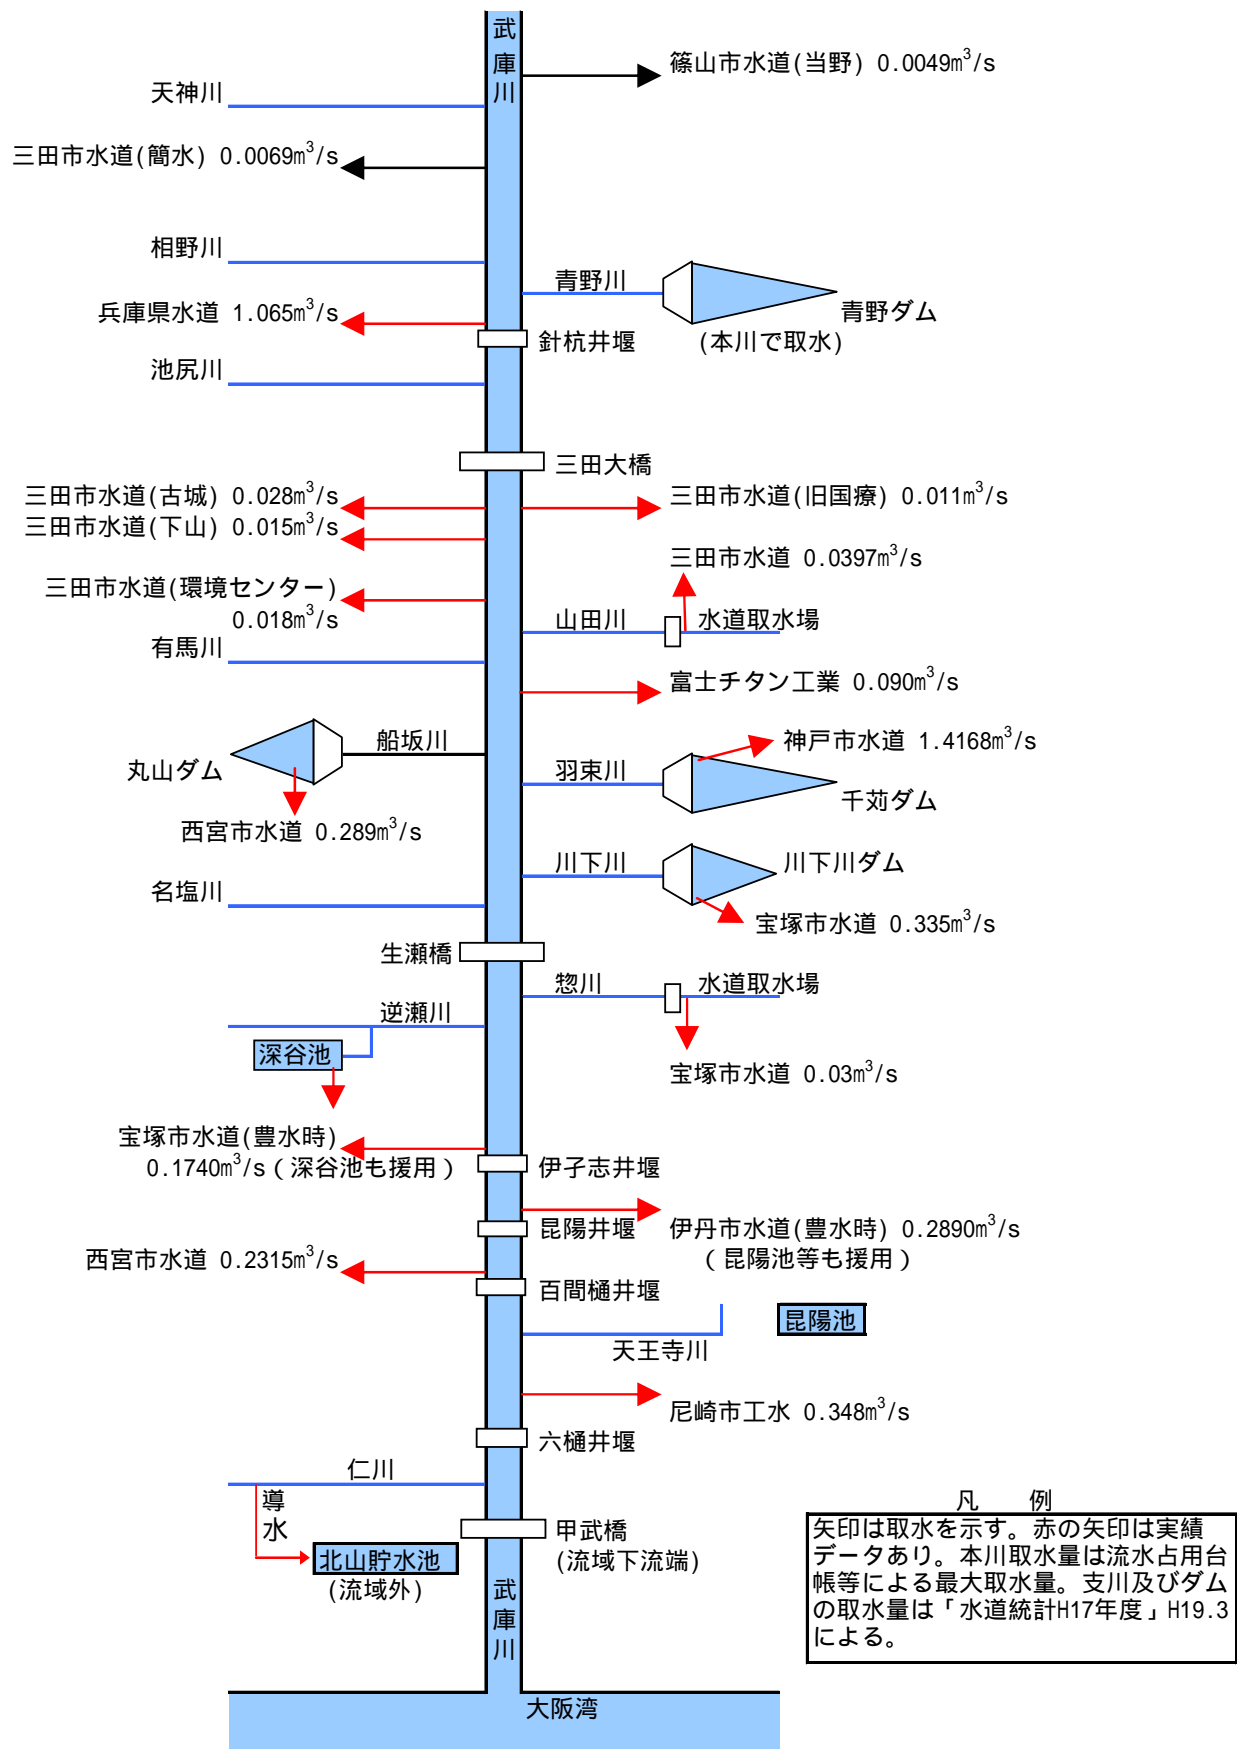 武庫川
篠山市水道(当野) 0.0049m³/s
天神川
三田市水道(簡水) 0.0069m³/s
相野川
青野川
兵庫県水道 1.065m³/s
青野ダム
針杭井堰
(本川で取水)
池尻川
三田大橋
三田市水道(古城) 0.028m³/s
三田市水道(旧国療) 0.011m³/s
三田市水道(下山) 0.015m³/s
三田市水道 0.0397m³/s
三田市水道(環境センター)
0.018m³/s
山田川
水道取水場
有馬川
富士チタン工業 0.090m³/s
船坂川
神戸市水道 1.4168m³/s
丸山ダム
羽束川
千苅ダム
西宮市水道 0.289m³/s
川下川
川下川ダム
名塩川
宝塚市水道 0.335m³/s
生瀬橋
惣川
水道取水場
逆瀬川
深谷池
宝塚市水道 0.03m³/s
宝塚市水道(豊水時)
0.1740m³/s(深谷池も援用)
伊孑志井堰
昆陽井堰
伊丹市水道(豊水時) 0.2890m³/s
(昆陽池等も援用)
西宮市水道 0.2315m³/s
百間樋井堰
昆陽池
天王寺川
尼崎市工水 0.348m³/s
六樋井堰
仁川
導水
甲武橋
(流域下流端)
北山貯水池
(流域外)
武庫川
大阪湾
凡 例
矢印は取水を示す。赤の矢印は実績
データあり。本川取水量は流水占用台
帳等による最大取水量。支川及びダム
の取水量は「水道統計H17年度」H19.3
による。